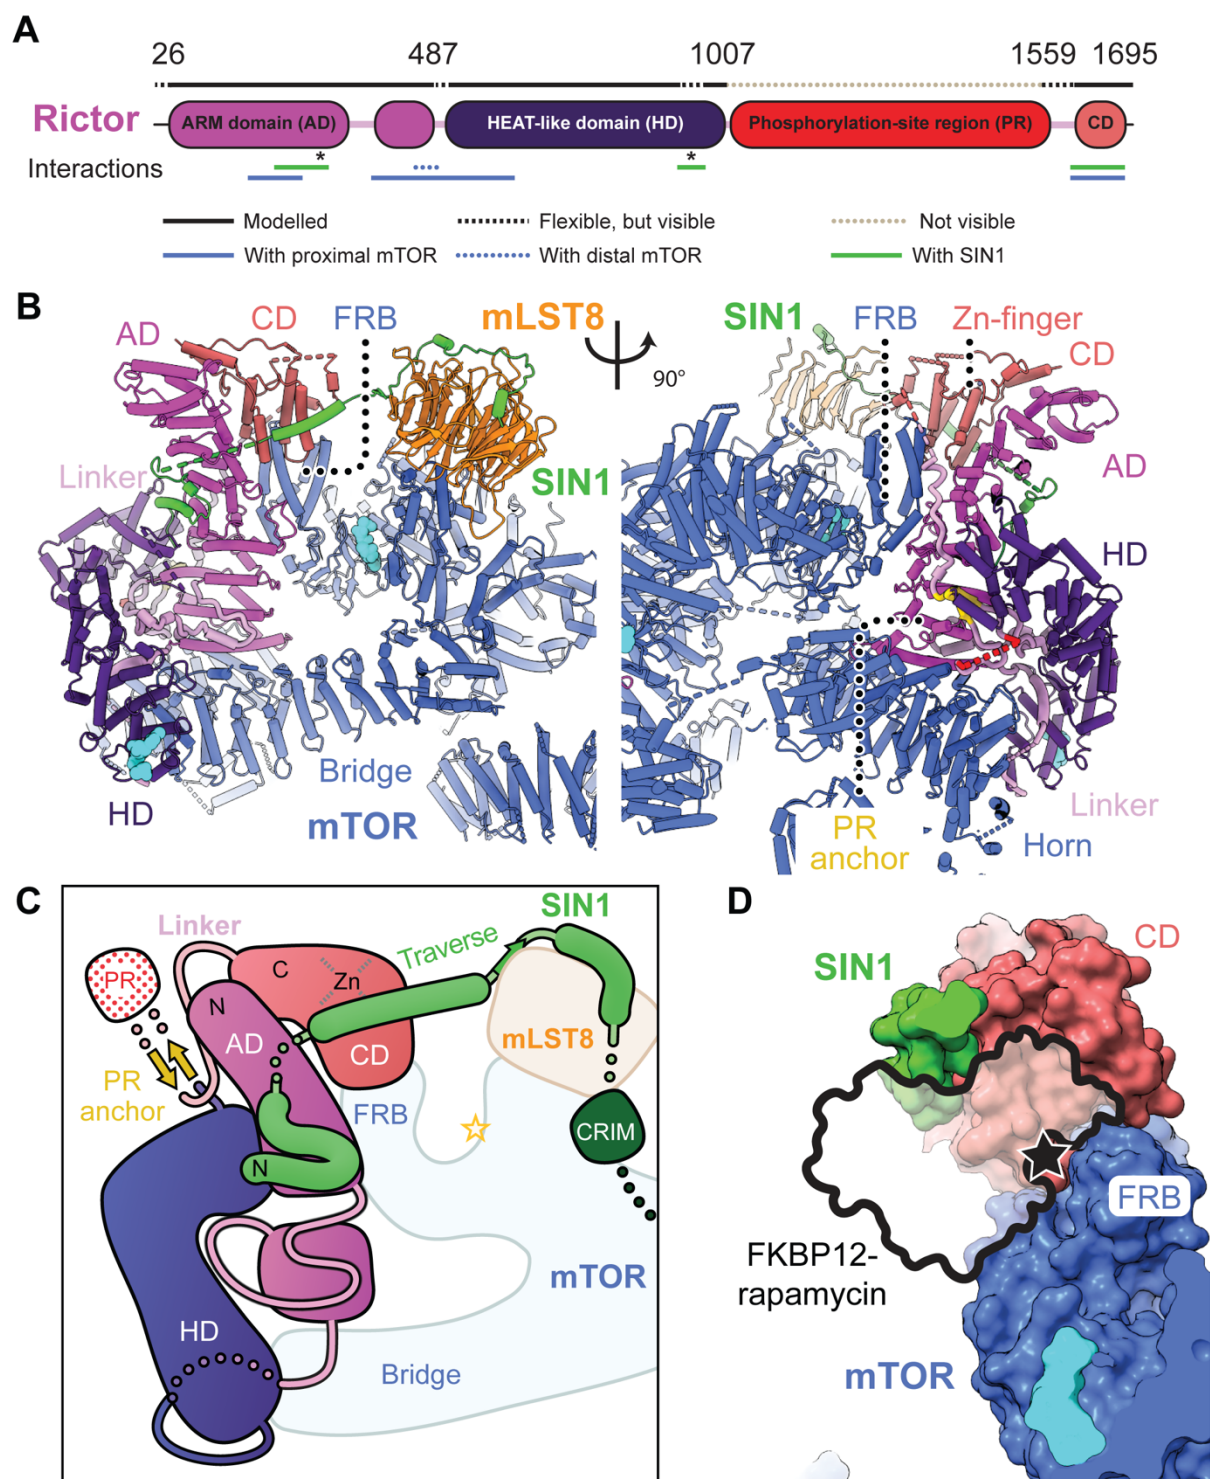 A
26 487 1007 1559 1695
Rictor
ARM domain (AD) HEAT-like domain (HD) Phosphorylation-site region (PR) CD
Interactions * *
Modelled Flexible, but visible Not visible
With proximal mTOR With distal mTOR With SIN1
B
AD CD FRB mLST8 SIN1 FRB Zn-finger
CD
90°
Linker
SIN1
AD
HD
Bridge
mTOR
HD
PR
anchor
Linker
Horn
C
SIN1
Linker
Traverse
PR
C
Zn
N
AD
mLST8
CD
PR
anchor
FRB
CRIM
N
mTOR
HD
Bridge
D
CD
SIN1
FRB
FKBP12-
rapamycin
mTOR